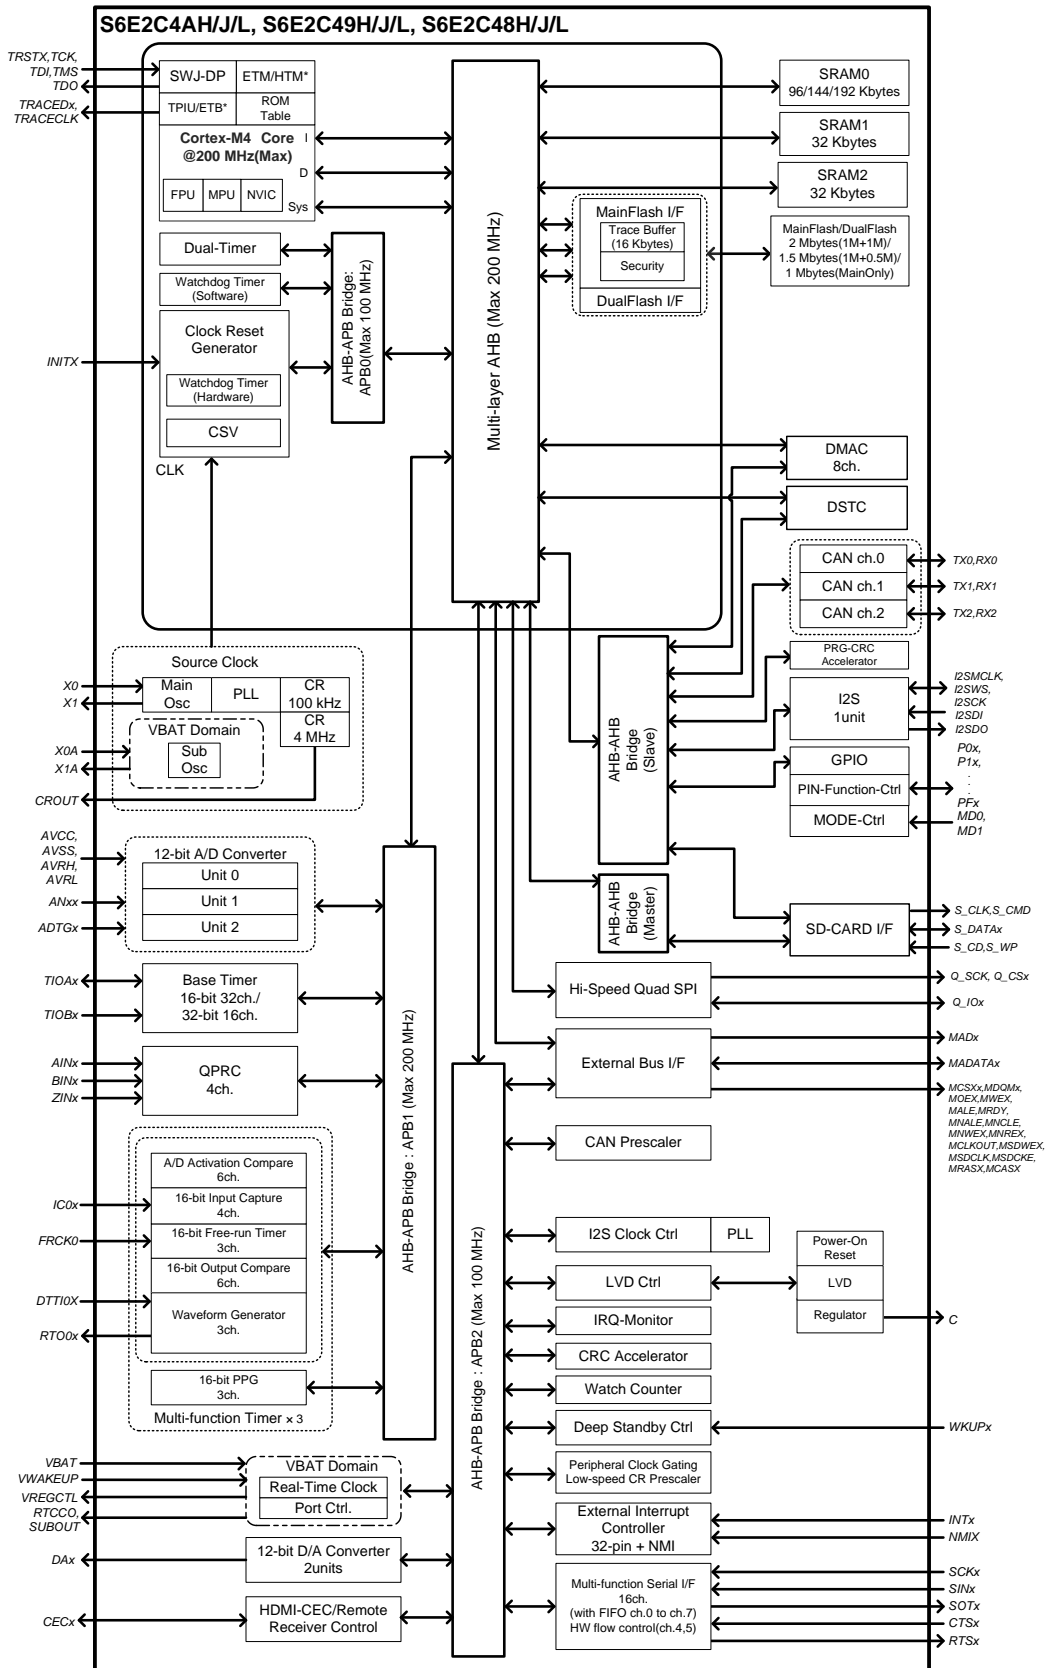 S6E2C4AH/J/L, S6E2C49H/J/L, S6E2C48H/J/L
TRSTX,TCK,
TDI,TMS
TDO
TRACEDx,
TRACECLK
SWJ-DP
ETM/HTM*
TPIU/ETB*
ROM
Table
Cortex-M4 Core
@200 MHz(Max)
I
D
Sys
FPU
MPU
NVIC
Dual-Timer
Watchdog Timer
(Software)
Clock Reset
Generator
Watchdog Timer
(Hardware)
CSV
CLK
INITX
AHB-APB Bridge:
APB0(Max 100 MHz)
Multi-layer AHB (Max 200 MHz)
SRAM0
96/144/192 Kbytes
SRAM1
32 Kbytes
SRAM2
32 Kbytes
MainFlash I/F
Trace Buffer
(16 Kbytes)
Security
DualFlash I/F
MainFlash/DualFlash
2 Mbytes(1M+1M)/
1.5 Mbytes(1M+0.5M)/
1 Mbytes(MainOnly)
DMAC
8ch.
DSTC
CAN ch.0
CAN ch.1
CAN ch.2
TX0,RX0
TX1,RX1
TX2,RX2
PRG-CRC
Accelerator
I2S
1unit
I2SMCLK,
I2SWS,
I2SCK
I2SDI
I2SDO
GPIO
PIN-Function-Ctrl
MODE-Ctrl
P0x,
P1x,
.
.
PFx
MD0,
MD1
AHB-AHB
Bridge
(Slave)
AHB-AHB
Bridge
(Master)
SD-CARD I/F
S_CLK,S_CMD
S_DATAx
S_CD,S_WP
Source Clock
Main
Osc
PLL
CR
100 kHz
CR
4 MHz
VBAT Domain
Sub
Osc
X0
X1
X0A
X1A
CROUT
AVCC,
AVSS,
AVRH,
AVRL
ANxx
ADTGx
12-bit A/D Converter
Unit 0
Unit 1
Unit 2
TIOAx
TIOBx
Base Timer
16-bit 32ch./
32-bit 16ch.
AINx
BINx
ZINx
QPRC
4ch.
A/D Activation Compare
6ch.
16-bit Input Capture
4ch.
16-bit Free-run Timer
3ch.
16-bit Output Compare
6ch.
Waveform Generator
3ch.
16-bit PPG
3ch.
Multi-function Timer × 3
IC0x
FRCK0
DTTI0X
RTO0x
AHB-APB Bridge : APB1 (Max 200 MHz)
AHB-APB Bridge : APB2 (Max 100 MHz)
Hi-Speed Quad SPI
Q_SCK, Q_CSx
Q_IOx
External Bus I/F
MADx
MADATAx
MCSXx,MDQMx,
MOEX,MWEX,
MALE,MRDY,
MNALE,MNCLE,
MNWEX,MNREX,
MCLKOUT,MSDWEX,
MSDCLK,MSDCKE,
MRASX,MCASX
CAN Prescaler
I2S Clock Ctrl
PLL
LVD Ctrl
Power-On
Reset
LVD
Regulator
C
IRQ-Monitor
CRC Accelerator
Watch Counter
Deep Standby Ctrl
WKUPx
Peripheral Clock Gating
Low-speed CR Prescaler
External Interrupt
Controller
32-pin + NMI
INTx
NMIX
Multi-function Serial I/F
16ch.
(with FIFO ch.0 to ch.7)
HW flow control(ch.4,5)
SCKx
SINx
SOTx
CTSx
RTSx
VBAT
VWAKEUP
VREGCTL
RTCCO,
SUBOUT
VBAT Domain
Real-Time Clock
Port Ctrl.
DAx
12-bit D/A Converter
2units
CECx
HDMI-CEC/Remote
Receiver Control